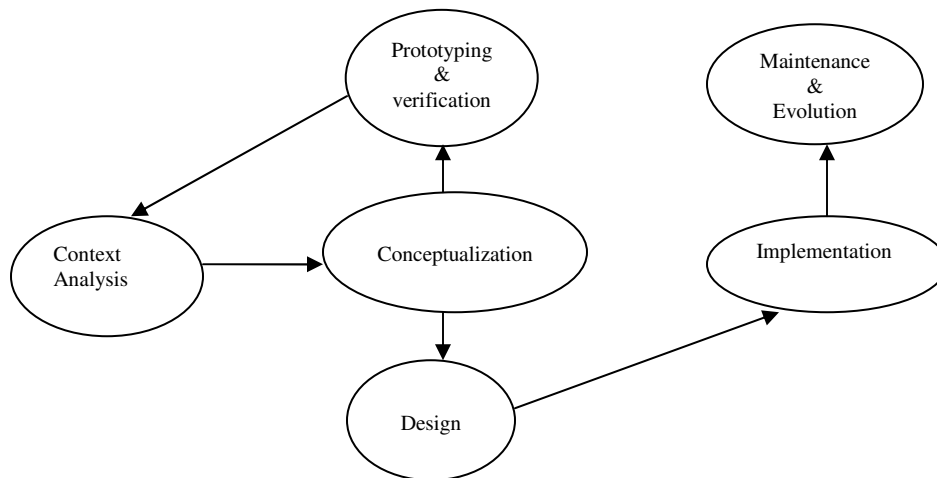 Prototyping
&
verification
Maintenance
&
Evolution
Context
Analysis
Conceptualization
Implementation
Design